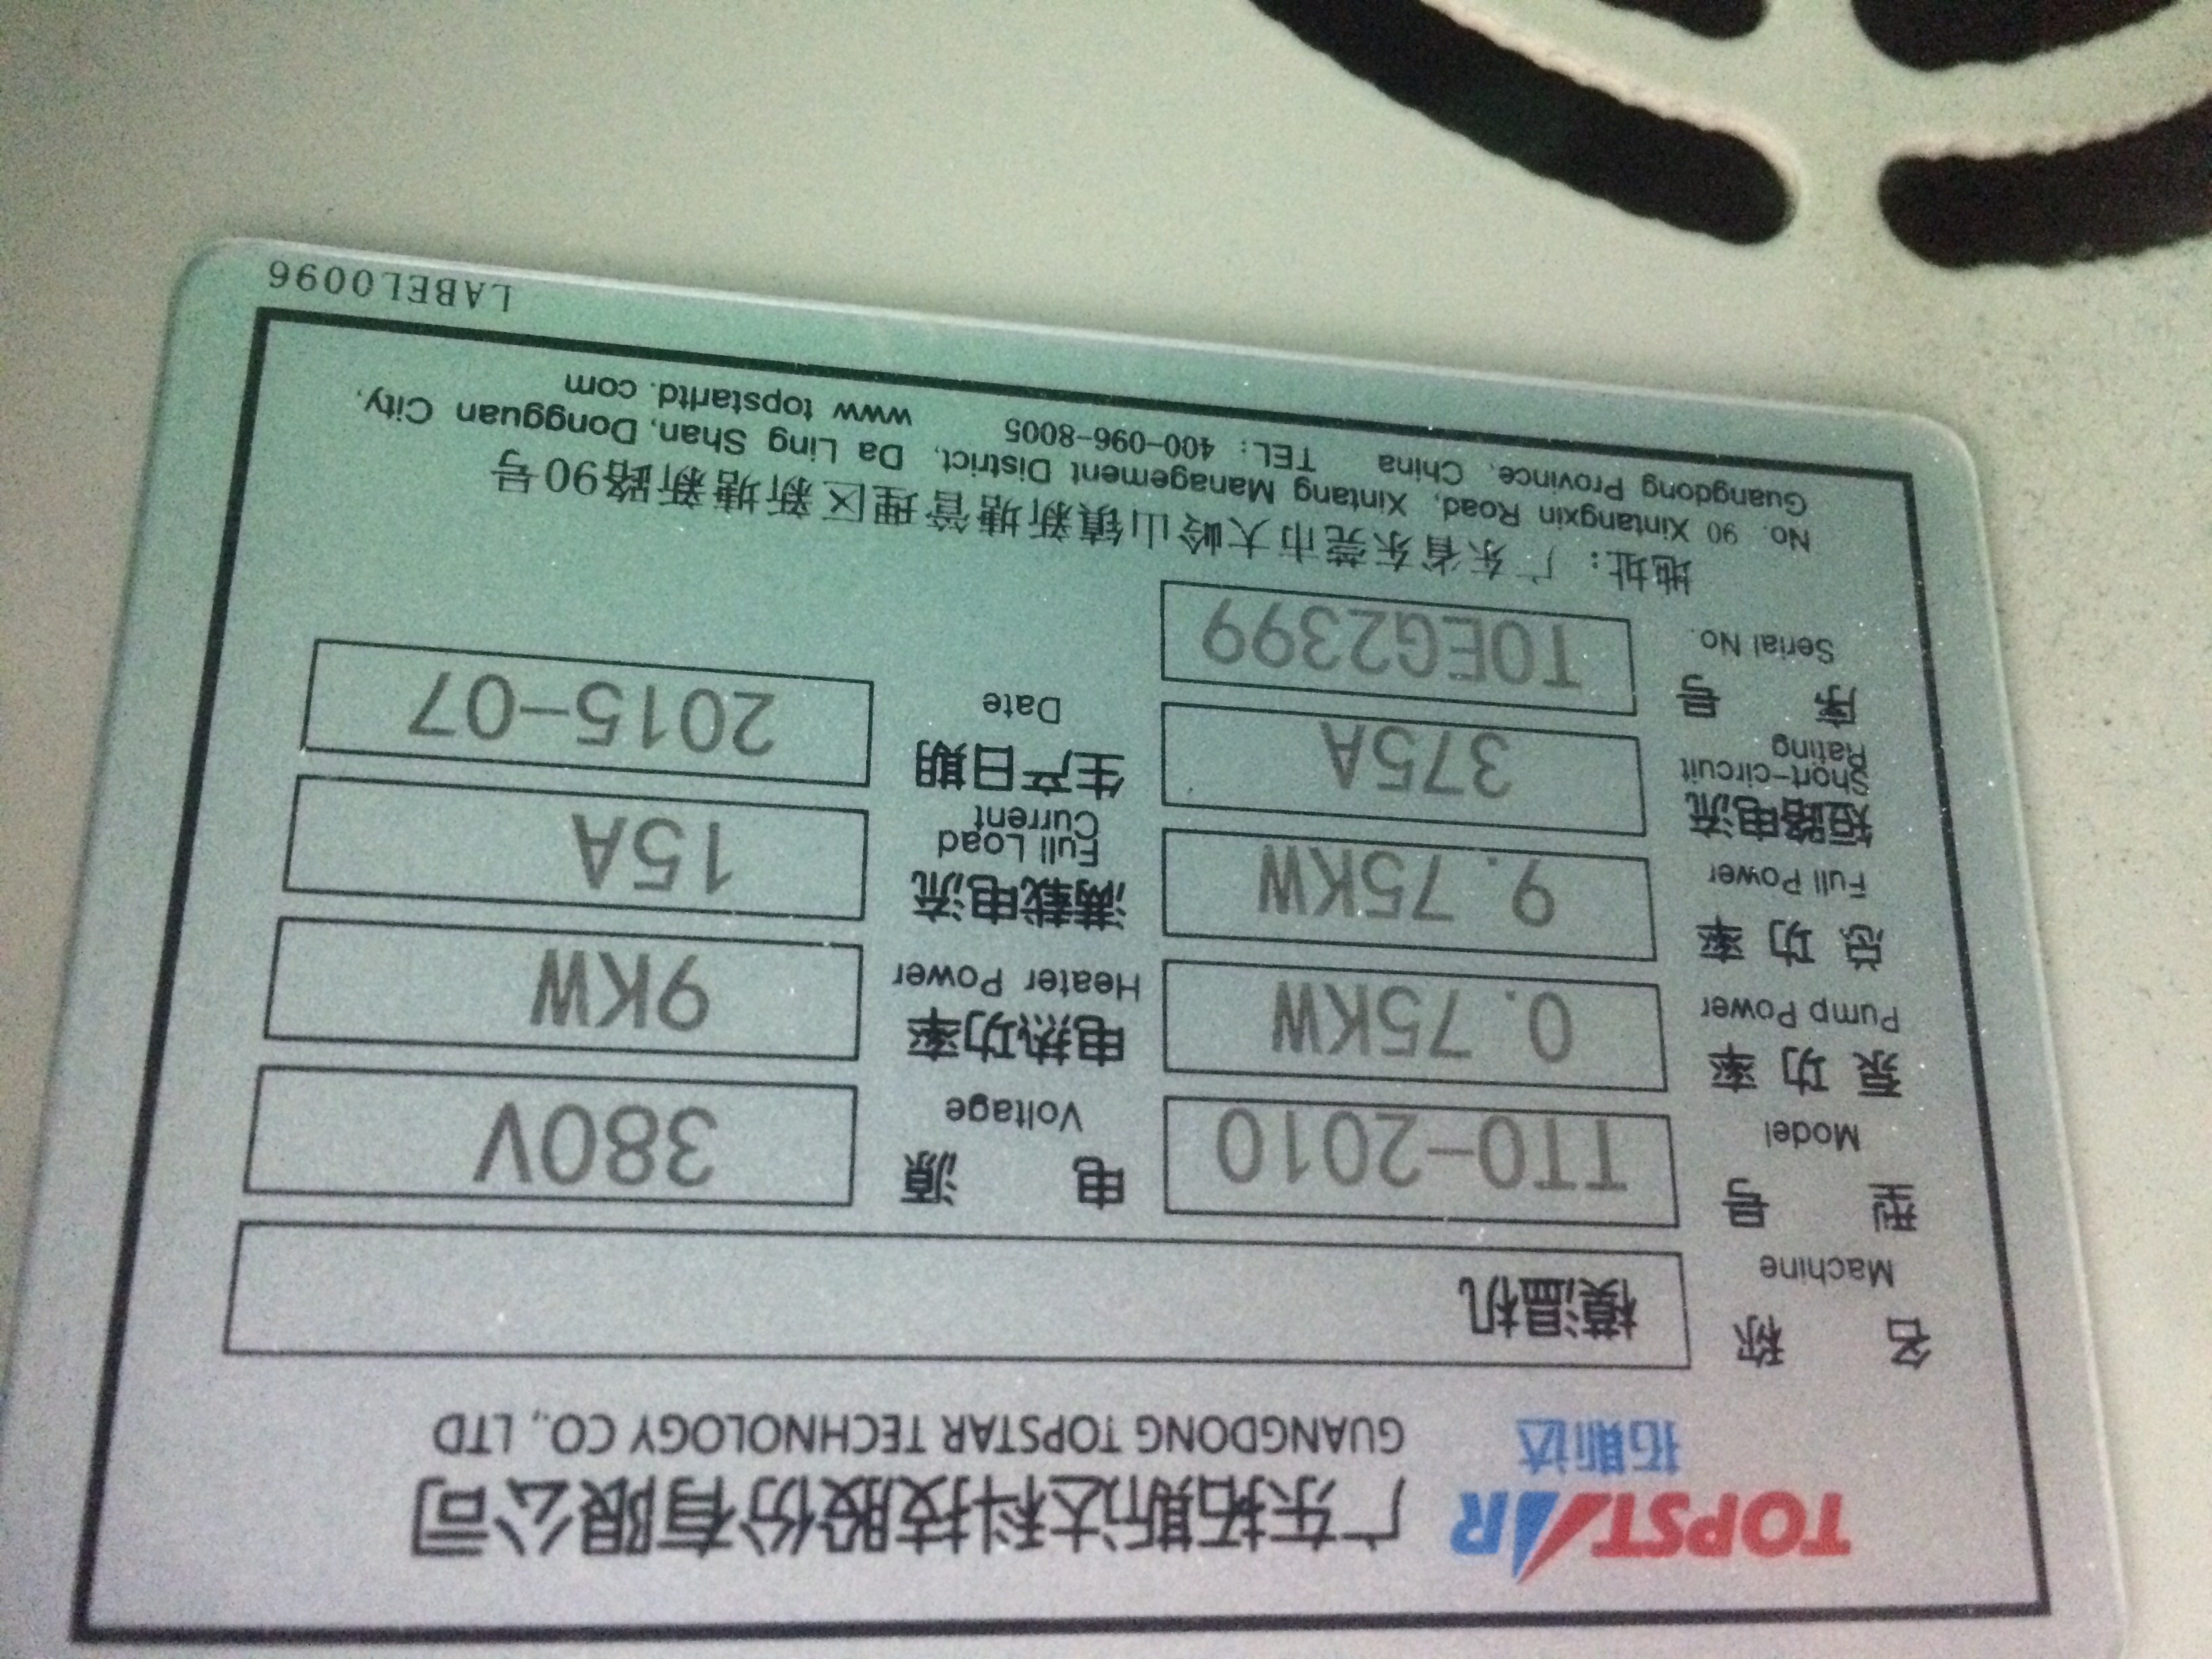 TOPSTAR
拓斯达
广东拓斯达科技股份有限公司
GUANGDONG TOPSTAR TECHNOLOGY CO., LTD
名称 模温机
Machine
型号 TTO-2010 电源 380V
Model Voltage
泵功率 0.75KW 电热功率 9KW
Pump Power Heater Power
总功率 9.75KW 满载电流 15A
Full Power Full Load
Current
短路电流 375A 生产日期 2015-07
Short-circuit Date
Rating
序号 TOEG2399
Serial No.
地址：广东省东莞市大岭山镇新塘管理区新塘新路90号
No. 90 Xintangxin Road, Xintang Management District, Da Ling Shan, Dongguan City,
Guangdong Province, China TEL: 400-096-8005 www topstarltd.com
LABEL0096